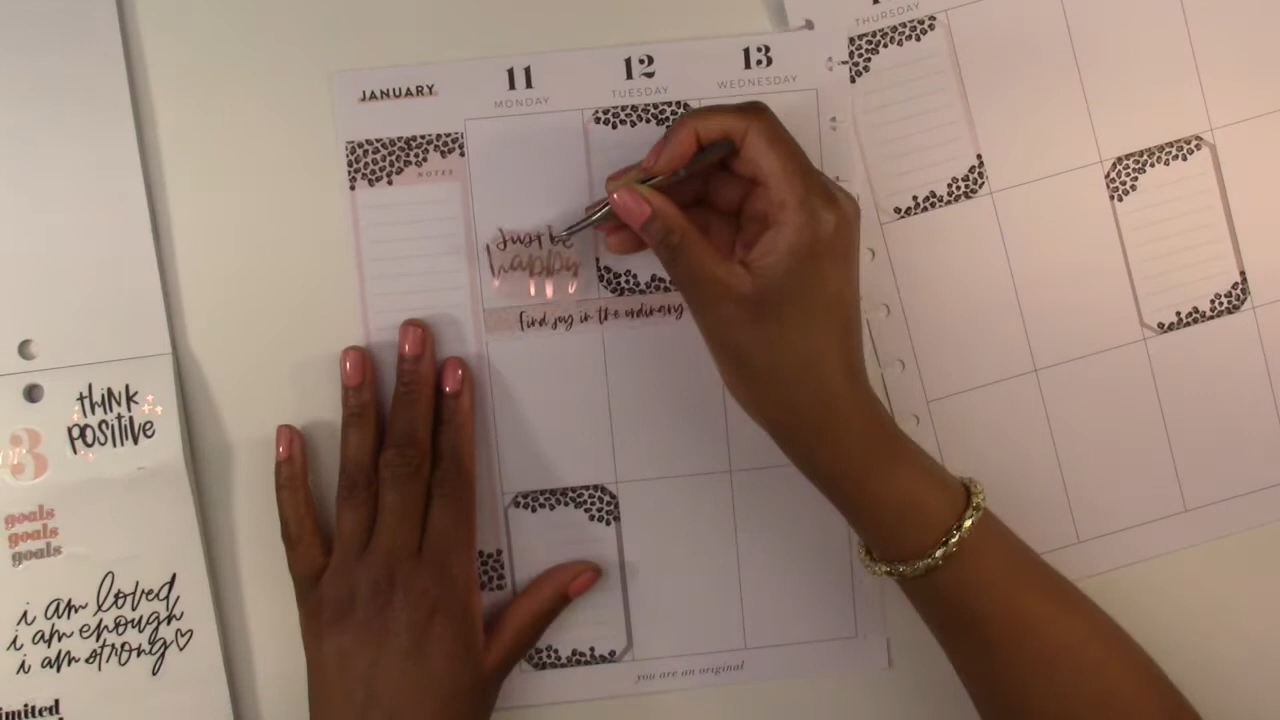 JANUARY
11
MONDAY
12
TUESDAY
13
WEDNESDAY
THURSDAY
NOTES
Just be
happy
find joy in the ordinary
you are an original
thiNk
positive
3
goals
goals
goals
i am loved
i am enough
i am strong